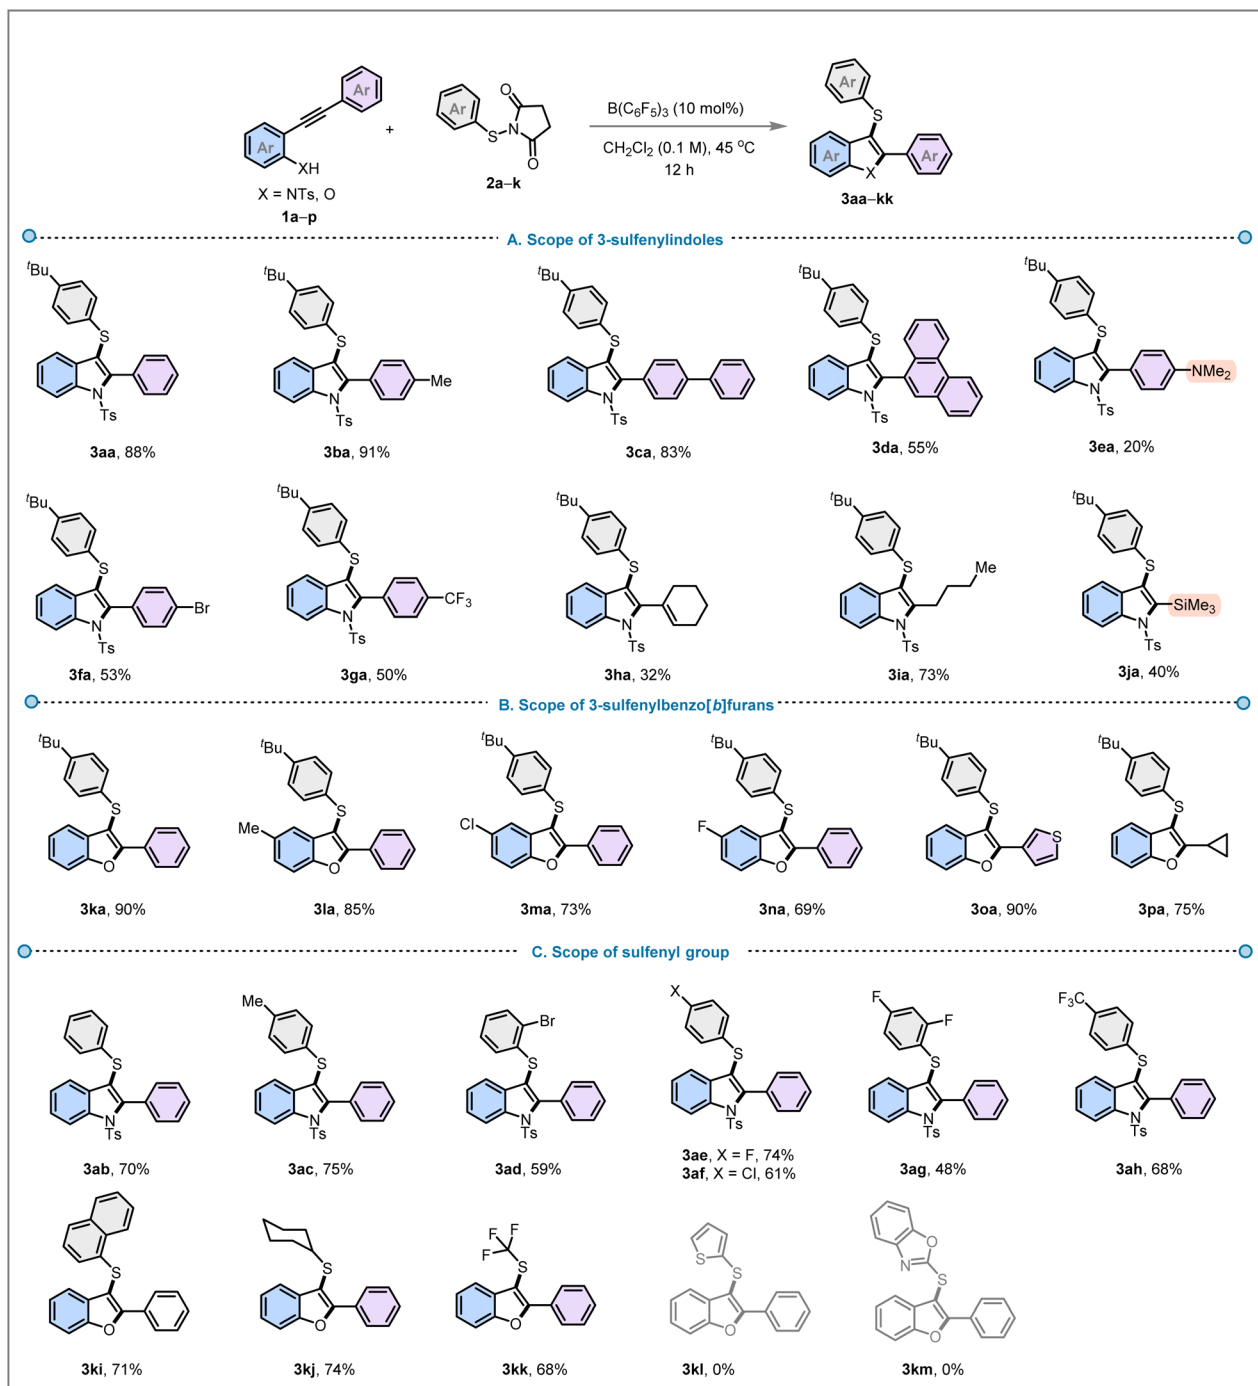 Ar
Ar
XH
X = NTs, O
1a–p
+
Ar
S
N
O
O
2a–k
B(C6F5)3 (10 mol%)
CH2Cl2 (0.1 M), 45 oC
12 h
Ar
S
Ar
X
Ar
3aa–kk
A. Scope of 3-sulfenylindoles
tBu
S
N
Ts
3aa, 88%
tBu
S
N
Ts
Me
3ba, 91%
tBu
S
N
Ts
3ca, 83%
tBu
S
N
Ts
3da, 55%
tBu
S
N
Ts
NMe2
3ea, 20%
tBu
S
N
Ts
Br
3fa, 53%
tBu
S
N
Ts
CF3
3ga, 50%
tBu
S
N
Ts
3ha, 32%
tBu
S
Me
N
Ts
3ia, 73%
tBu
S
N
Ts
SiMe3
3ja, 40%
B. Scope of 3-sulfenylbenzo[b]furans
tBu
S
O
3ka, 90%
tBu
S
Me
O
3la, 85%
tBu
S
Cl
O
3ma, 73%
tBu
S
F
O
3na, 69%
tBu
S
O
S
3oa, 90%
tBu
S
O
3pa, 75%
C. Scope of sulfenyl group
S
N
Ts
3ab, 70%
Me
S
N
Ts
3ac, 75%
Br
S
N
Ts
3ad, 59%
X
S
N
Ts
3ae, X = F, 74%
3af, X = Cl, 61%
F
F
S
N
Ts
3ag, 48%
F3C
S
N
Ts
3ah, 68%
S
O
3ki, 71%
S
O
3kj, 74%
F
F
F
S
O
3kk, 68%
S
S
O
3kl, 0%
O
N
S
O
3km, 0%